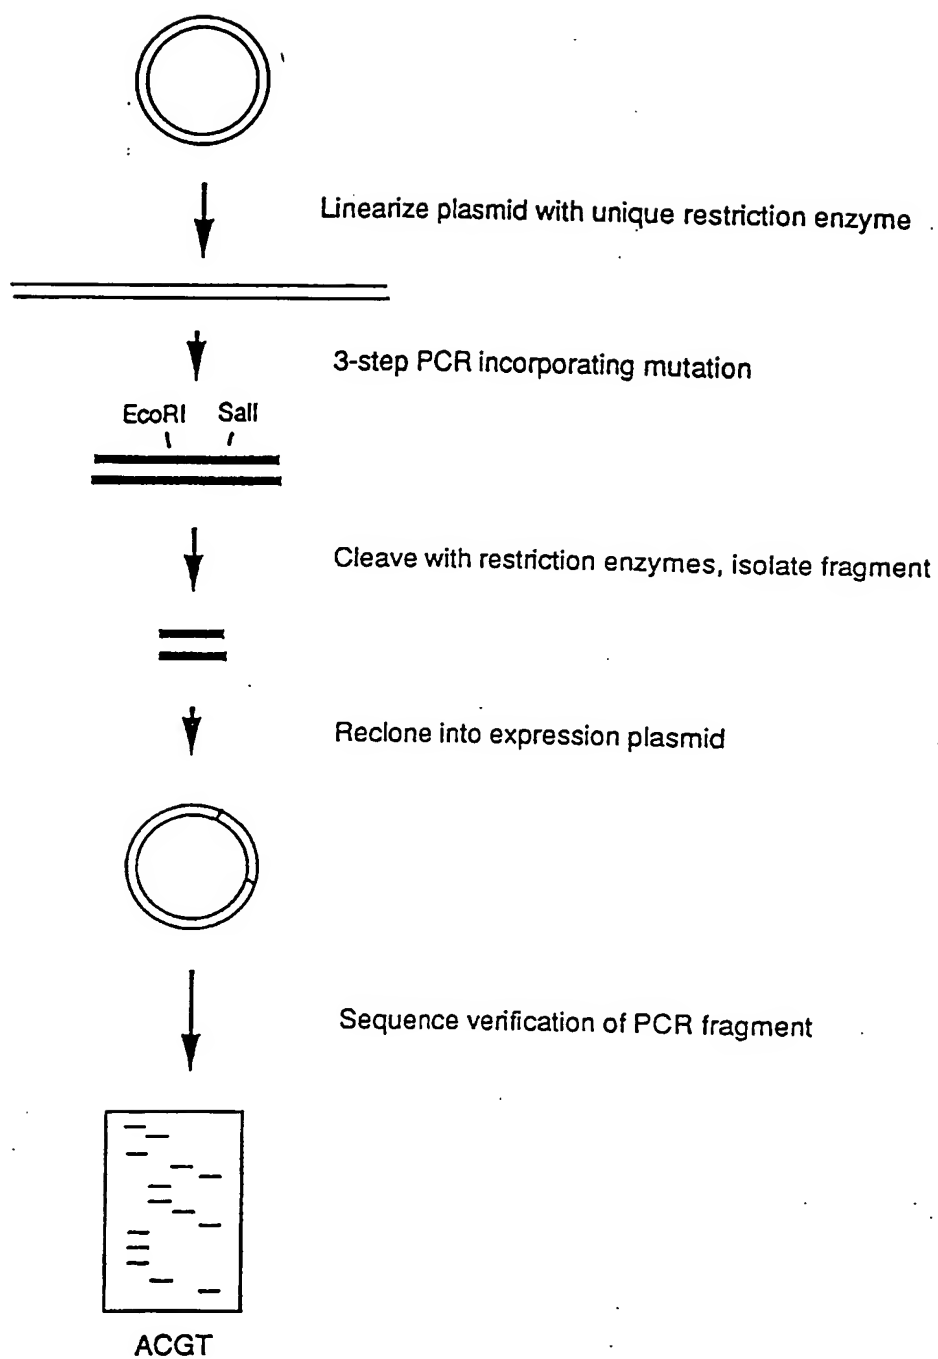 Linearize plasmid with unique restriction enzyme
3-step PCR incorporating mutation
EcoRI SalI
Cleave with restriction enzymes, isolate fragment
Reclone into expression plasmid
Sequence verification of PCR fragment
ACGT